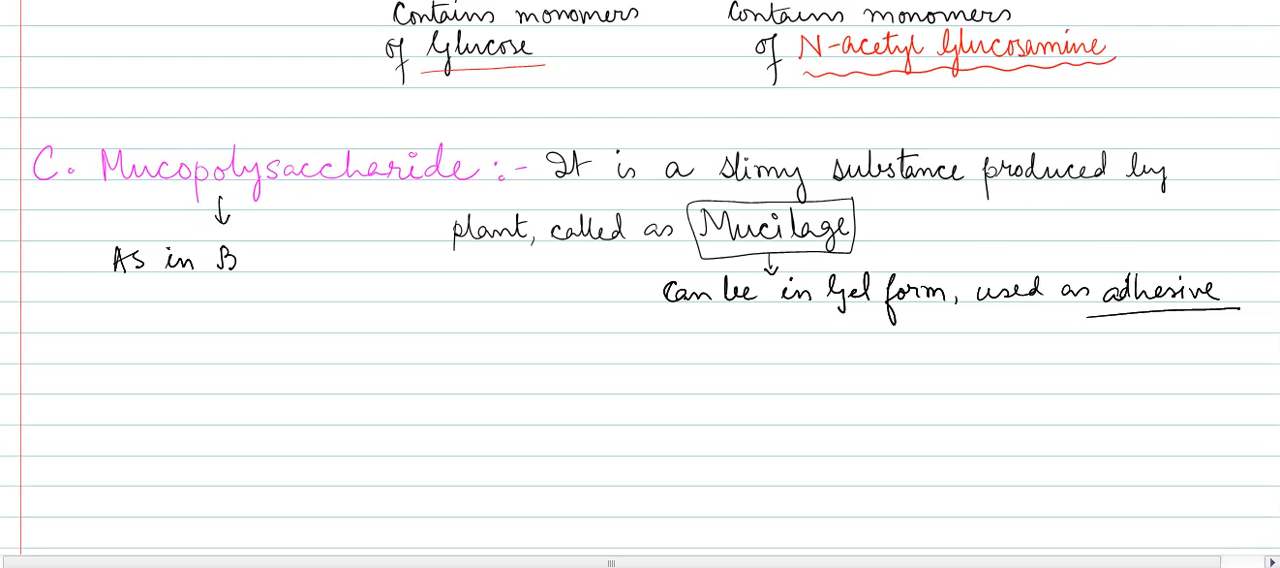 Contains monomers Contains monomers
of Glucose of N-acetyl Glucosamine
C. Mucopolysaccharide :- It is a slimy substance produced by
plant, called as Mucilage
As in B
can be in Gel form, used as adhesive